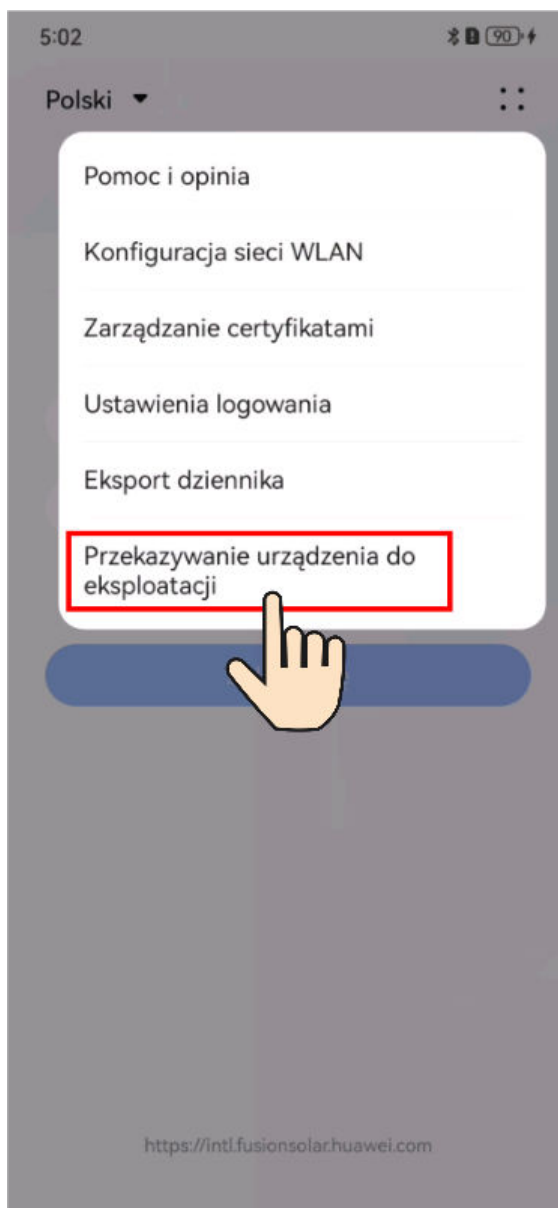 5:02
90
Polski
Pomoc i opinia
Konfiguracja sieci WLAN
Zarządzanie certyfikatami
Ustawienia logowania
Eksport dziennika
Przekazywanie urządzenia do
eksploatacji
https://intl.fusionsolar.huawei.com